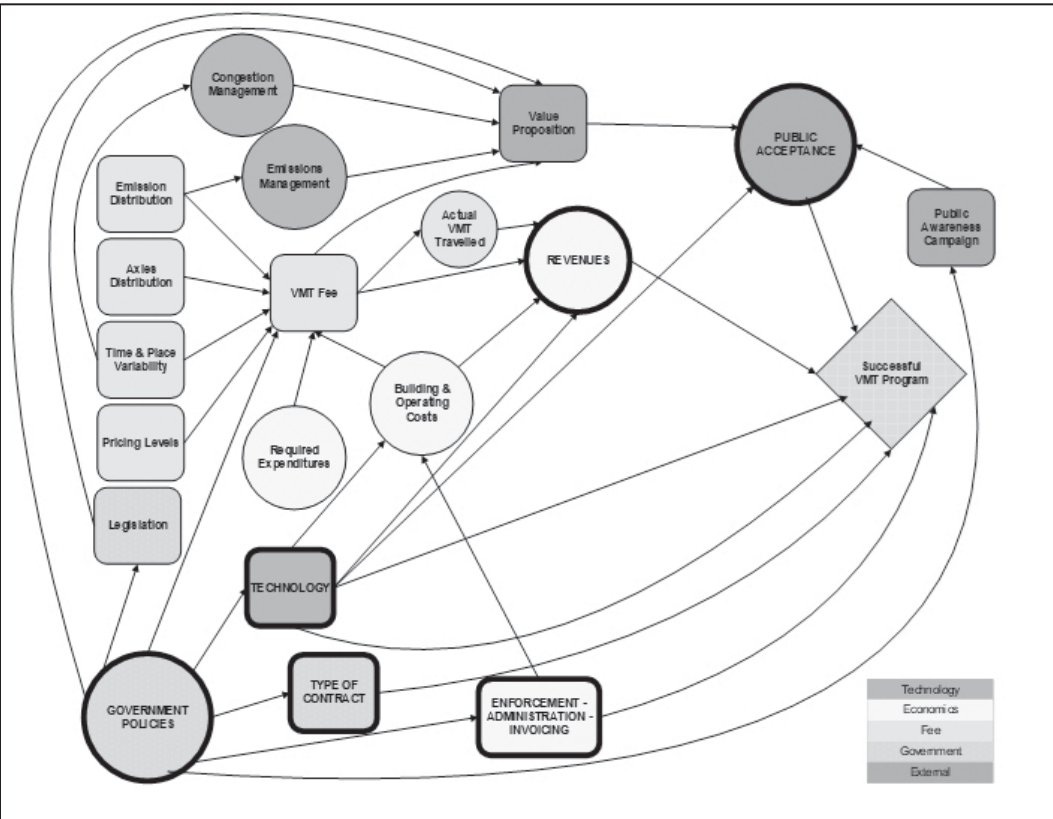 Congestion
Management
Value
Proposition
PUBLIC
ACCEPTANCE
Emissions
Management
Emission
Distribution
Actual
VMT
Travelled
Public
Awareness
Campaign
REVENUES
Axles
Distribution
VMT Fee
Time & Place
Variability
Successful
VMT Program
Building &
Operating
Costs
Pricing Levels
Required
Expenditures
Legislation
TECHNOLOGY
TYPE OF
CONTRACT
GOVERNMENT
POLICIES
ENFORCEMENT -
ADMINISTRATION -
INVOICING
Technology
Economics
Fee
Government
External